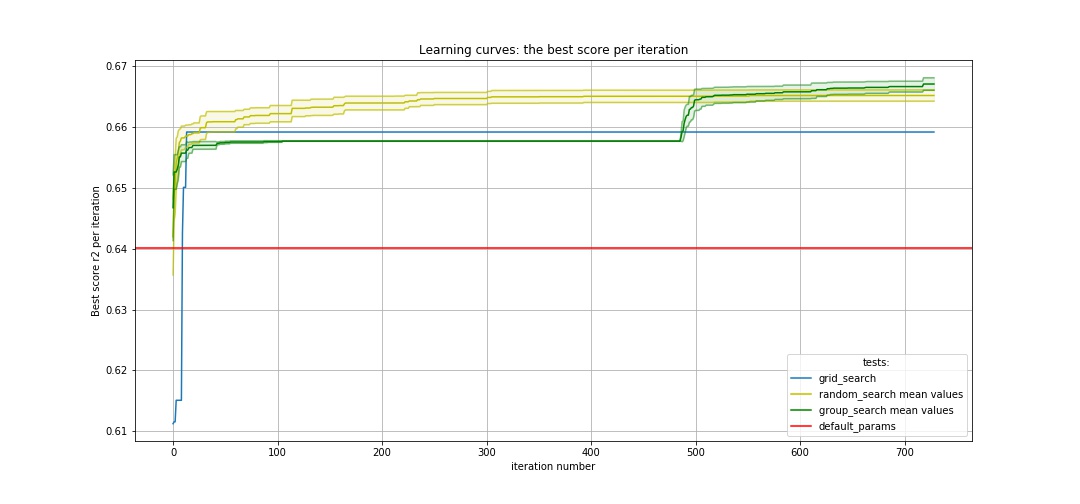 Learning curves: the best score per iteration
Best score r2 per iteration
0.67
0.66
0.65
0.64
0.63
0.62
0.61
0
100
200
300
400
500
600
700
iteration number
tests:
grid_search
random_search mean values
group_search mean values
default_params